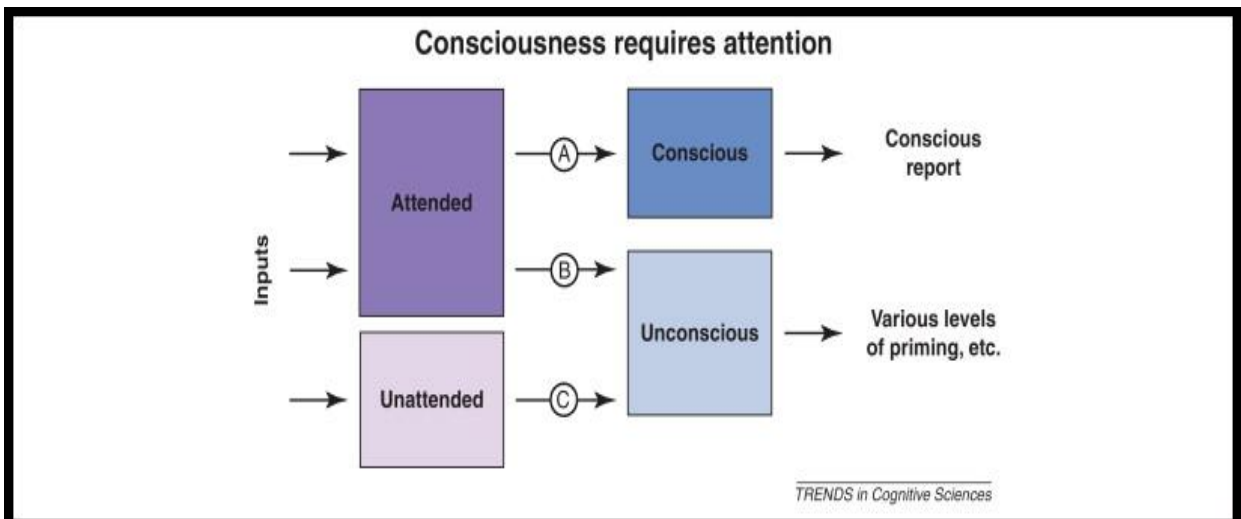 Consciousness requires attention
Inputs
Attended
Unattended
A
B
C
Conscious
Unconscious
Conscious
report
Various levels
of priming, etc.
TRENDS in Cognitive Sciences